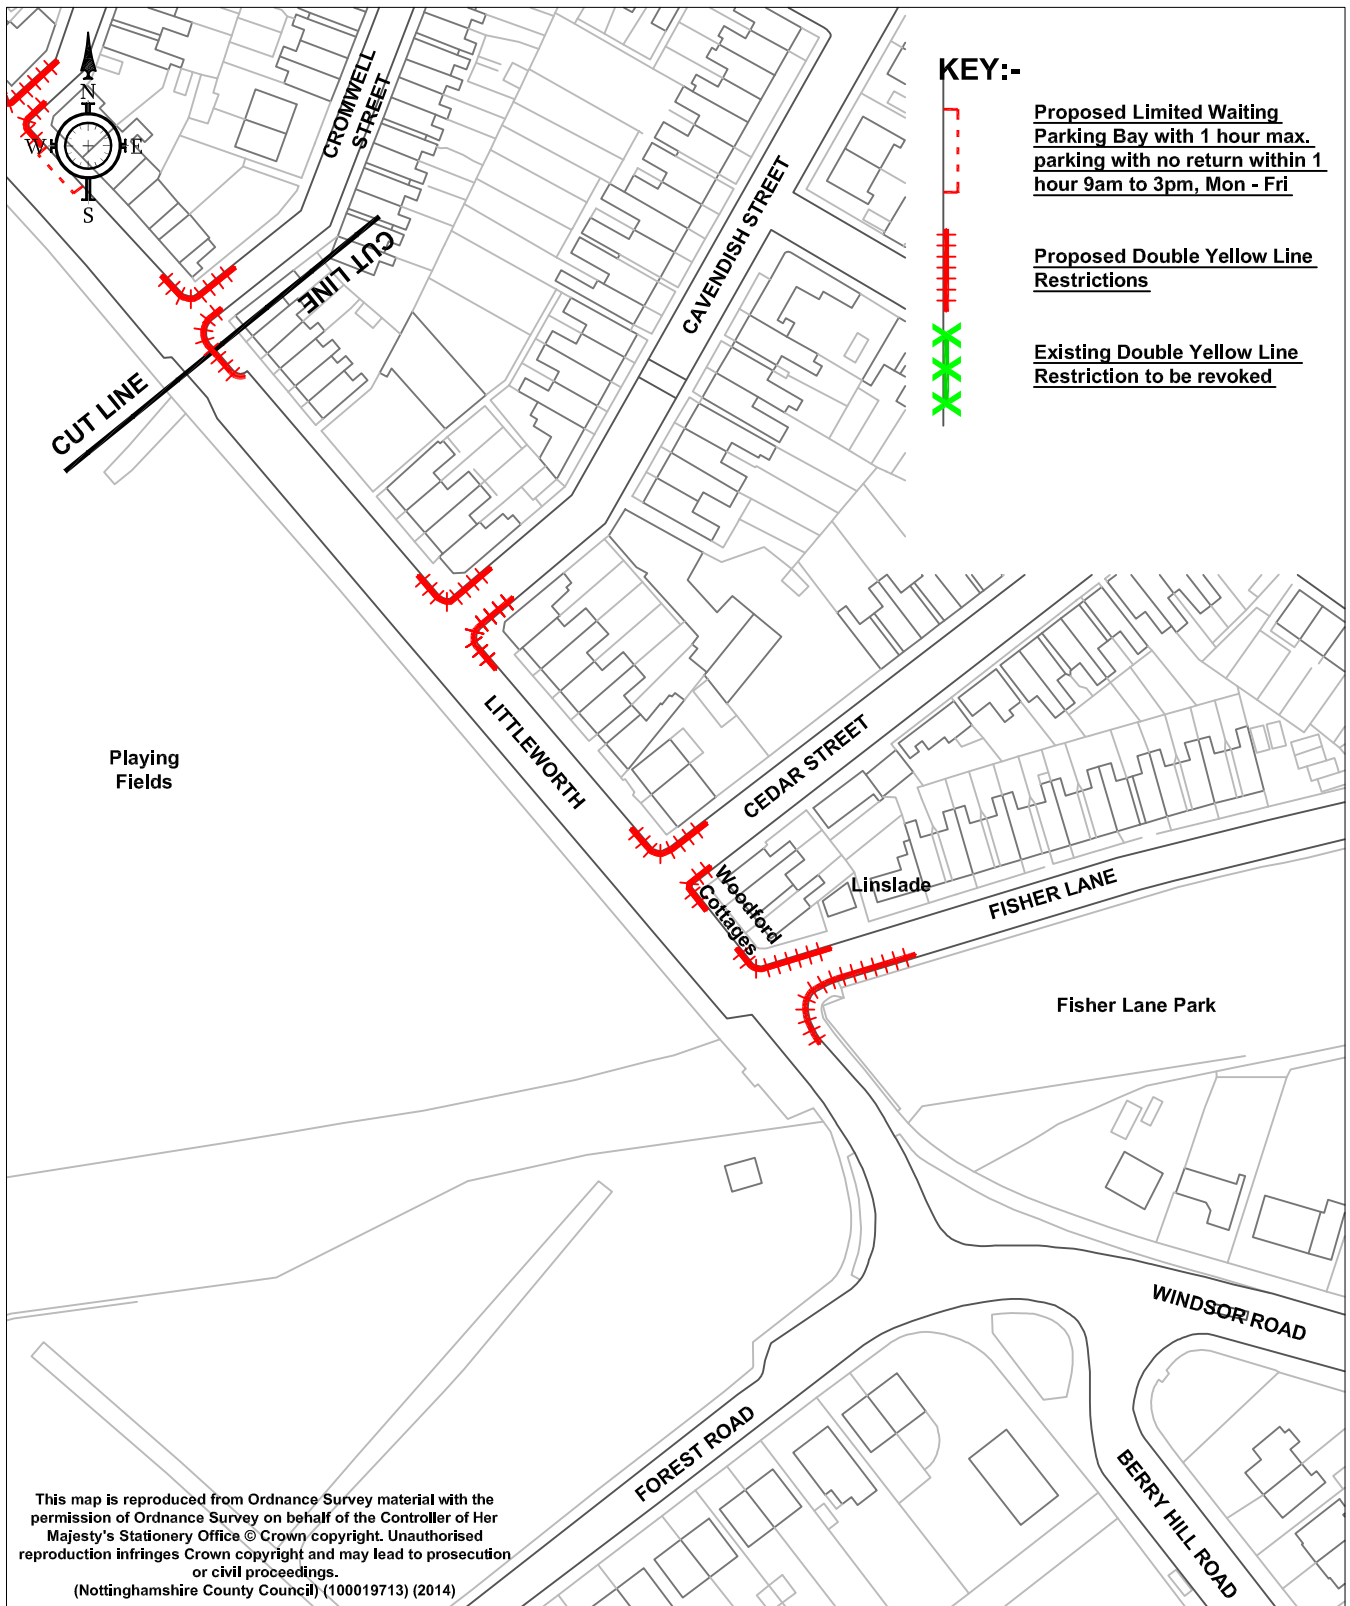 KEY:-
Proposed Limited Waiting
Parking Bay with 1 hour max.
parking with no return within 1
hour 9am to 3pm, Mon - Fri
Proposed Double Yellow Line
Restrictions
Existing Double Yellow Line
Restriction to be revoked
N
W
E
S
CROMWELL
STREET
CUT LINE
CUT LINE
CAVENDISH STREET
LITTLEWORTH
Playing
Fields
CEDAR STREET
Woodford
Cottages
Linslade
FISHER LANE
Fisher Lane Park
WINDSOR ROAD
FOREST ROAD
BERRY HILL ROAD
This map is reproduced from Ordnance Survey material with the
permission of Ordnance Survey on behalf of the Controller of Her
Majesty's Stationery Office © Crown copyright. Unauthorised
reproduction infringes Crown copyright and may lead to prosecution
or civil proceedings.
(Nottinghamshire County Council) (100019713) (2014)